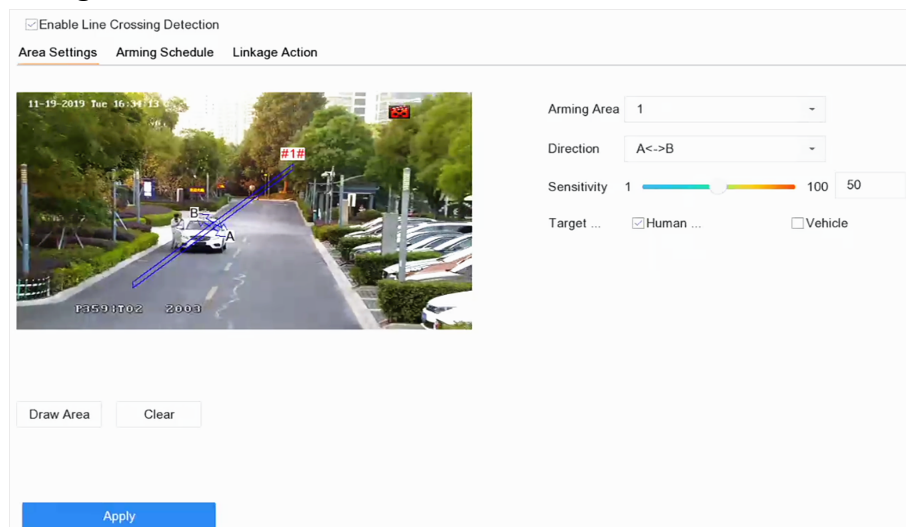 Enable Line Crossing Detection
Area Settings Arming Schedule Linkage Action
11-19-2019 Tue 16:34:13
#1#
B
A
Arming Area 1
Direction A<->B
Sensitivity 1 100 50
Target ... Human ... Vehicle
Draw Area Clear
Apply